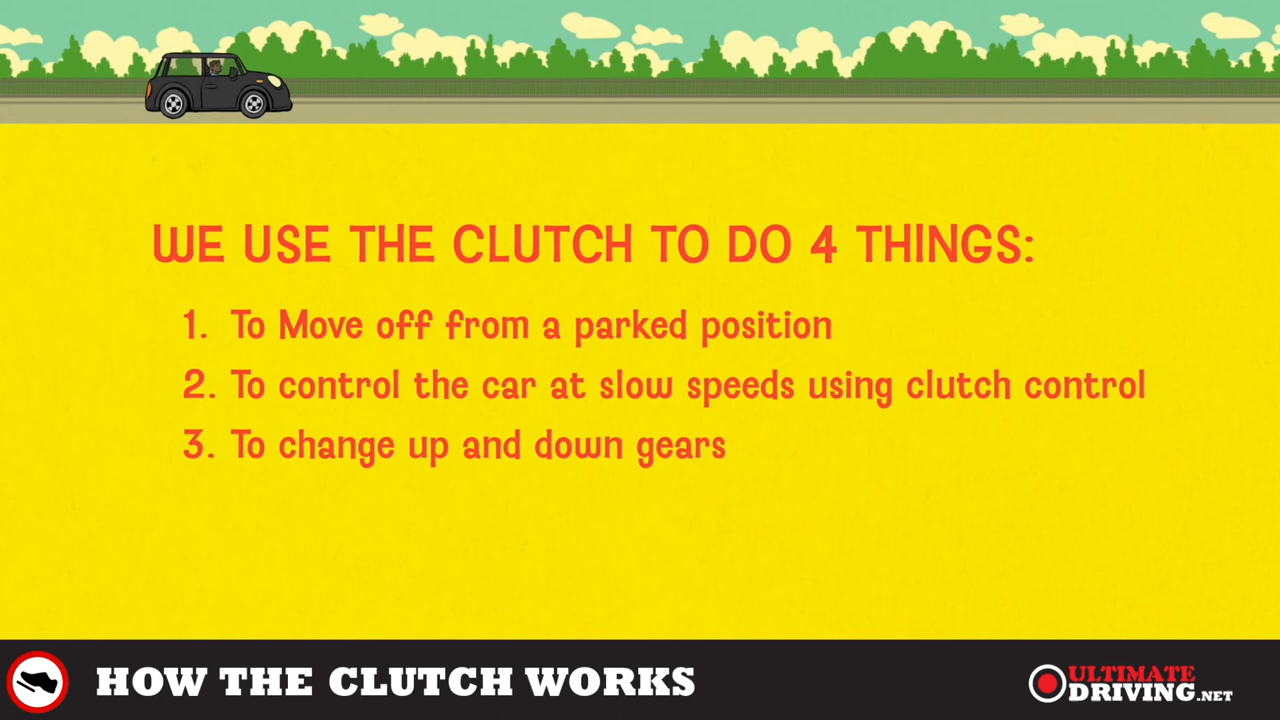 WE USE THE CLUTCH TO DO 4 THINGS:
1. To Move off from a parked position
2. To control the car at slow speeds using clutch control
3. To change up and down gears
HOW THE CLUTCH WORKS
ULTIMATE
DRIVING.NET